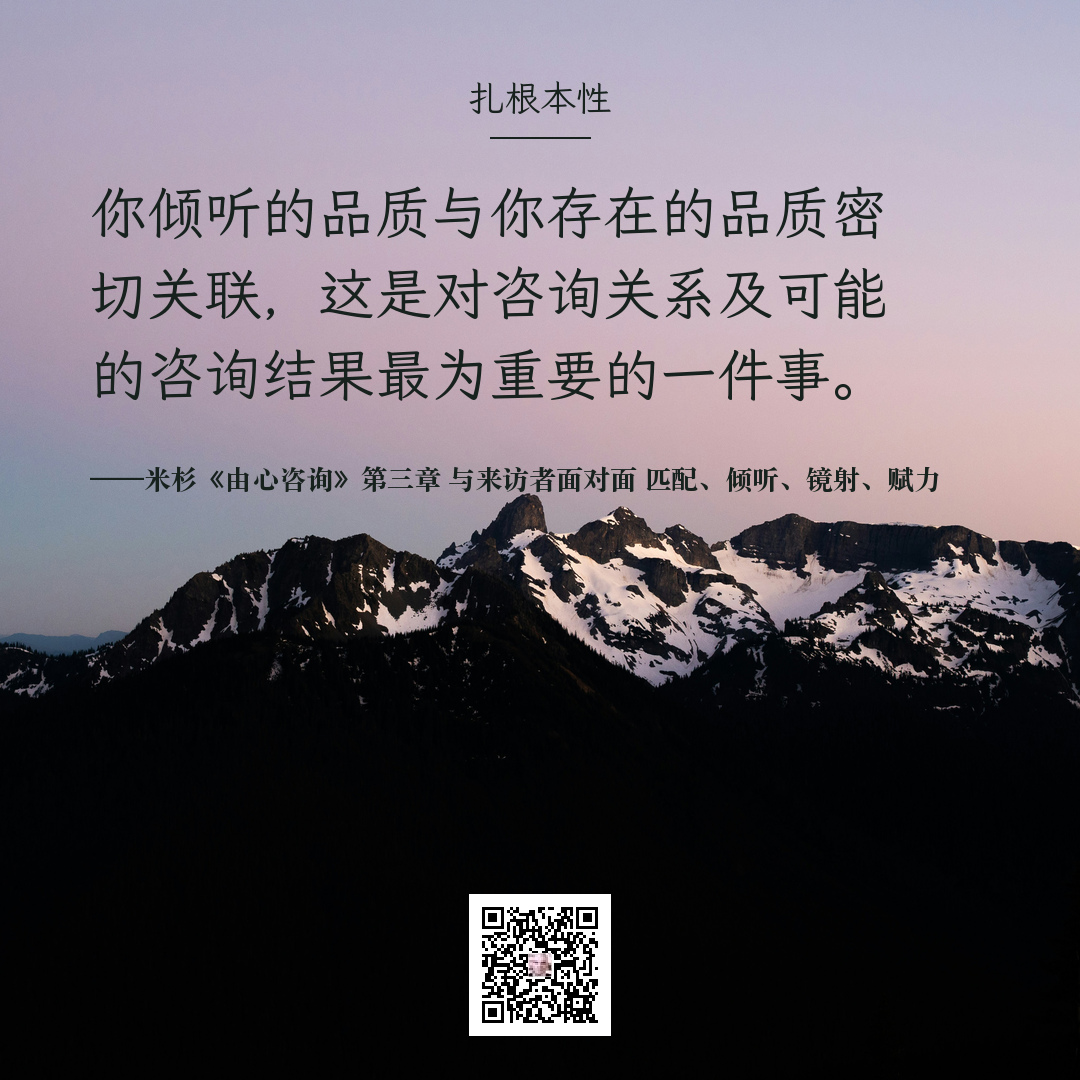 扎根本性
你倾听的品质与你存在的品质密
切关联，这是对咨询关系及可能
的咨询结果最为重要的一件事。
——米杉《由心咨询》第三章 与来访者面对面 匹配、倾听、镜射、赋力